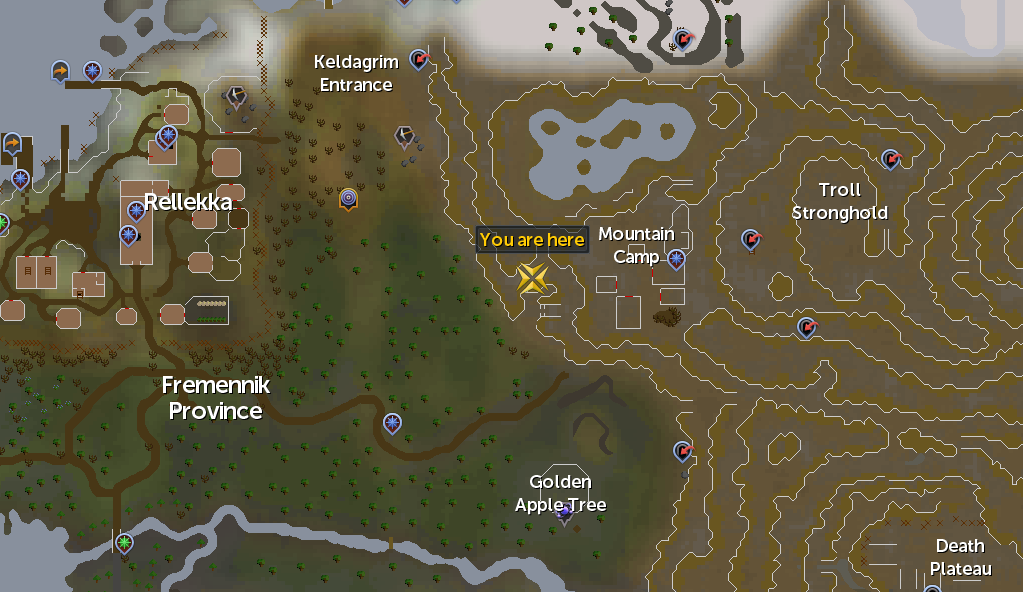 Keldagrim
Entrance
Rellekka
Troll
Stronghold
You are here
Mountain
Camp
Fremennik
Province
Golden
Apple Tree
Death
Plateau